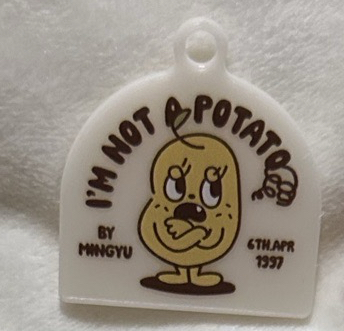 I'M NOT A POTATO
BY
MINGYU
6TH.APR
1997